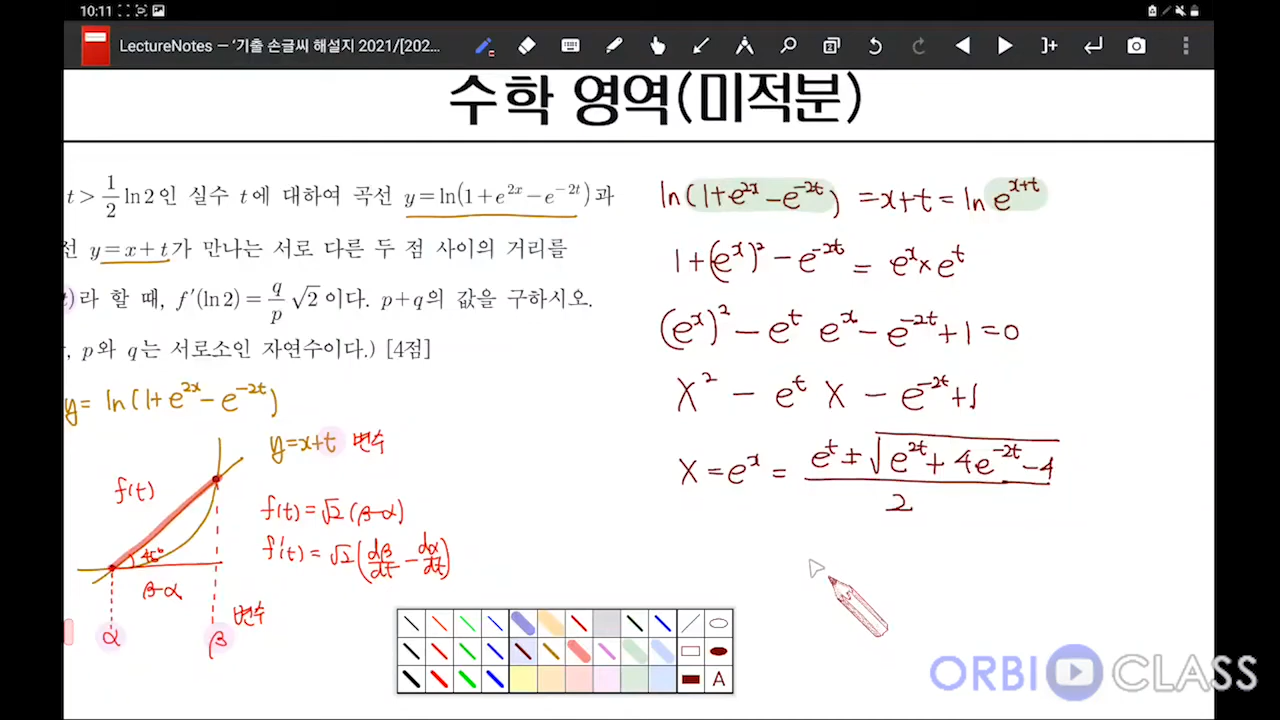 10:11
LectureNotes – ‘기출 손글씨 해설지 2021/[202...
수학 영역(미적분)
t > 1/2 ln2인 실수 t에 대하여 곡선 y=ln(1+e^{2x}-e^{-2t})과
선 y=x+t가 만나는 서로 다른 두 점 사이의 거리를
t)라 할 때, f′(ln2)= q/p √2 이다. p+q의 값을 구하시오.
, p와 q는 서로소인 자연수이다.) [4점]
y= ln(1+e^{2x}-e^{-2t})
y=x+t 변수
f(t)
f(t)=√2(β-α)
f′(t)=√2(dβ/dt - dα/dt)
45°
β-α
변수
α
β
ln(1+e^{2x}-e^{-2t}) =x+t=ln e^{x+t}
1+(e^x)^2-e^{-2t}=e^x×e^t
(e^x)^2-e^t e^x-e^{-2t}+1=0
X^2-e^t X-e^{-2t}+1
X=e^x= (e^t±√(e^{2t}+4e^{-2t}-4))/2
A
ORBI CLASS